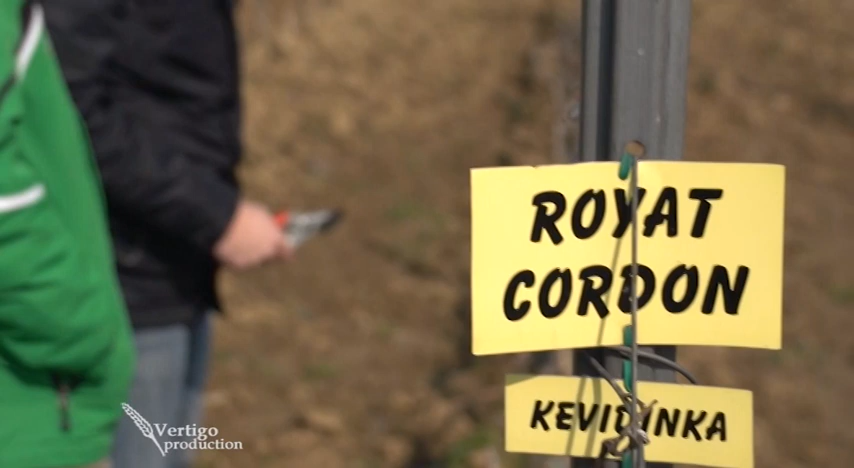 ROYAT
CORDON
KEVIDINKA
Vertigo
production